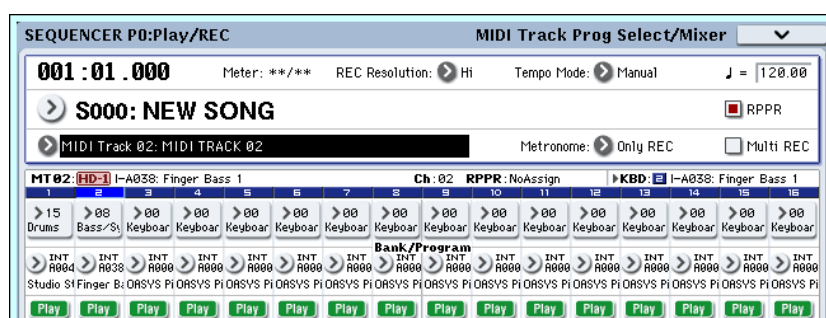 SEQUENCER P0:Play/REC MIDI Track Prog Select/Mixer
001:01.000 Meter: **/** REC Resolution: Hi Tempo Mode: Manual ♩ = 120.00
S000: NEW SONG RPPR
MIDI Track 02: MIDI TRACK 02 Metronome: Only REC Multi REC
MT02: HD-1 I-A038: Finger Bass 1 Ch:02 RPPR:NoAssign ▶KBD: 2 I-A038: Finger Bass 1
1 2 3 4 5 6 7 8 9 10 11 12 13 14 15 16
15 08 00 00 00 00 00 00 00 00 00 00 00 00 00 00
Drums Bass/Sy Keyboar Keyboar Keyboar Keyboar Keyboar Keyboar Keyboar Keyboar Keyboar Keyboar Keyboar Keyboar Keyboar Keyboar
Bank/Program
INT INT INT INT INT INT INT INT INT INT INT INT INT INT INT INT
A004 A038 A000 A000 A000 A000 A000 A000 A000 A000 A000 A000 A000 A000 A000 A000
Studio St Finger Ba OASYS Pi OASYS Pi OASYS Pi OASYS Pi OASYS Pi OASYS Pi OASYS Pi OASYS Pi OASYS Pi OASYS Pi OASYS Pi OASYS Pi OASYS Pi OASYS Pi
Play Play Play Play Play Play Play Play Play Play Play Play Play Play Play Play